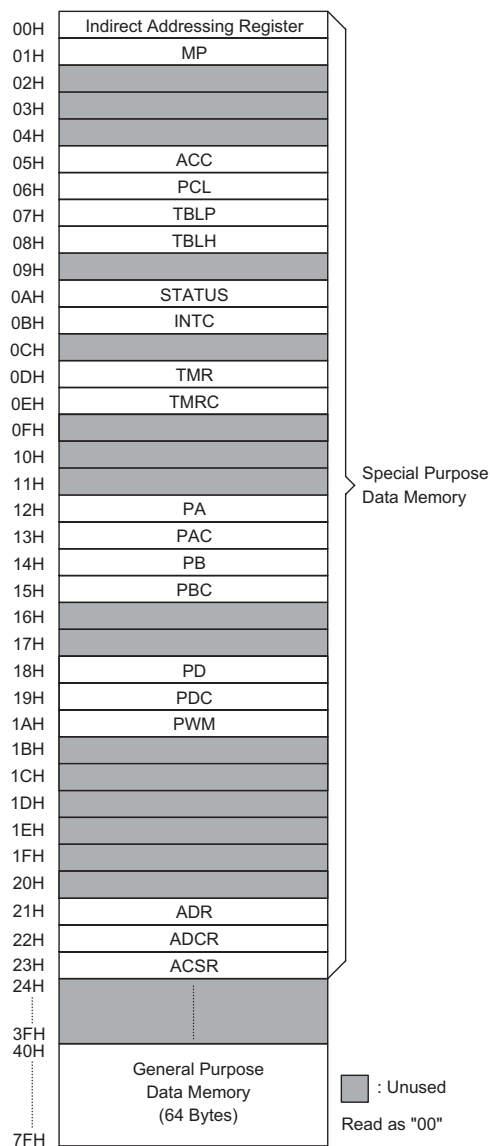 00H Indirect Addressing Register
01H MP
02H
03H
04H
05H ACC
06H PCL
07H TBLP
08H TBLH
09H
0AH STATUS
0BH INTC
0CH
0DH TMR
0EH TMRC
0FH
10H
11H
12H PA
13H PAC
14H PB
15H PBC
16H
17H
18H PD
19H PDC
1AH PWM
1BH
1CH
1DH
1EH
1FH
20H
21H ADR
22H ADCR
23H ACSR
24H
3FH
40H
7FH
Special Purpose
Data Memory
General Purpose
Data Memory
(64 Bytes)
: Unused
Read as "00"